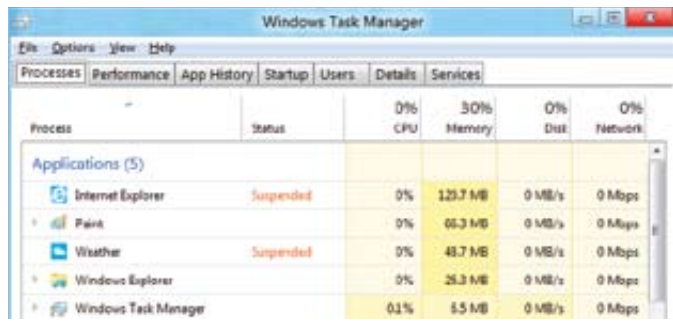 Windows Task Manager
File Options View Help
Processes Performance App History Startup Users Details Services
0% 30% 0% 0%
Process Status CPU Memory Disk Network
Applications (5)
Internet Explorer Suspended 0% 123.7 MB 0 MB/s 0 Mbps
Paint 0% 66.3 MB 0 MB/s 0 Mbps
Weather Suspended 0% 48.7 MB 0 MB/s 0 Mbps
Windows Explorer 0% 26.3 MB 0 MB/s 0 Mbps
Windows Task Manager 0.1% 6.5 MB 0 MB/s 0 Mbps